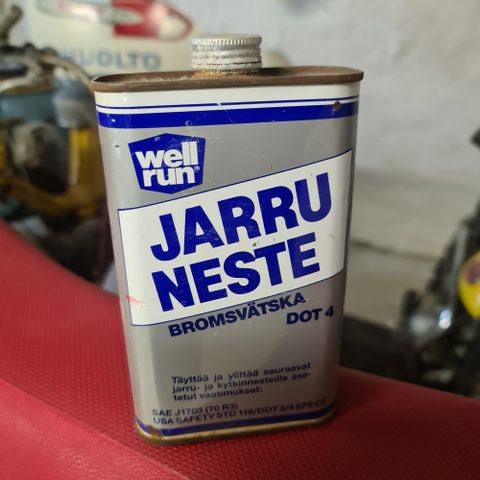 HUOLTO
well
run
JARRU
NESTE
BROMSVÄTSKA
DOT 4
Täyttää ja ylittää seuraavat
jarru- ja kytkinnesteille ase-
tetut vaatimukset:
SAE J1703 (70 R3)
USA SAFETY STD 116/DOT 3/4 SPECS